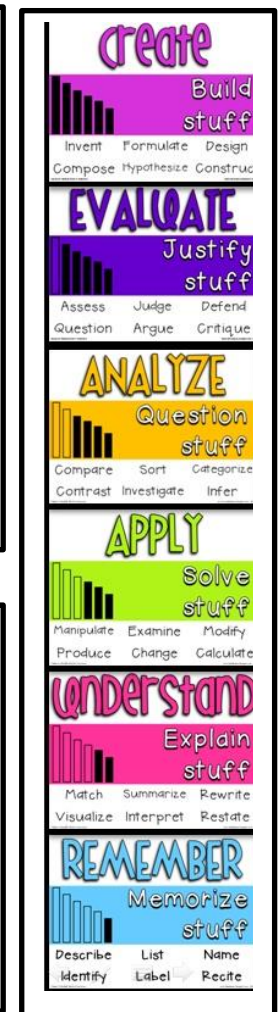 create
Build
stuff
Invent Formulate Design
Compose Hypothesize Construc
EVALUATE
Justify
stuff
Assess Judge Defend
Question Argue Critique
ANALYZE
Question
stuff
Compare Sort Categorize
Contrast Investigate Infer
APPLY
Solve
stuff
Manipulate Examine Modify
Produce Change Calculate
understand
Explain
stuff
Match Summarize Rewrite
Visualize Interpret Restate
REMEMBER
Memorize
stuff
Describe List Name
Identify Label Recite